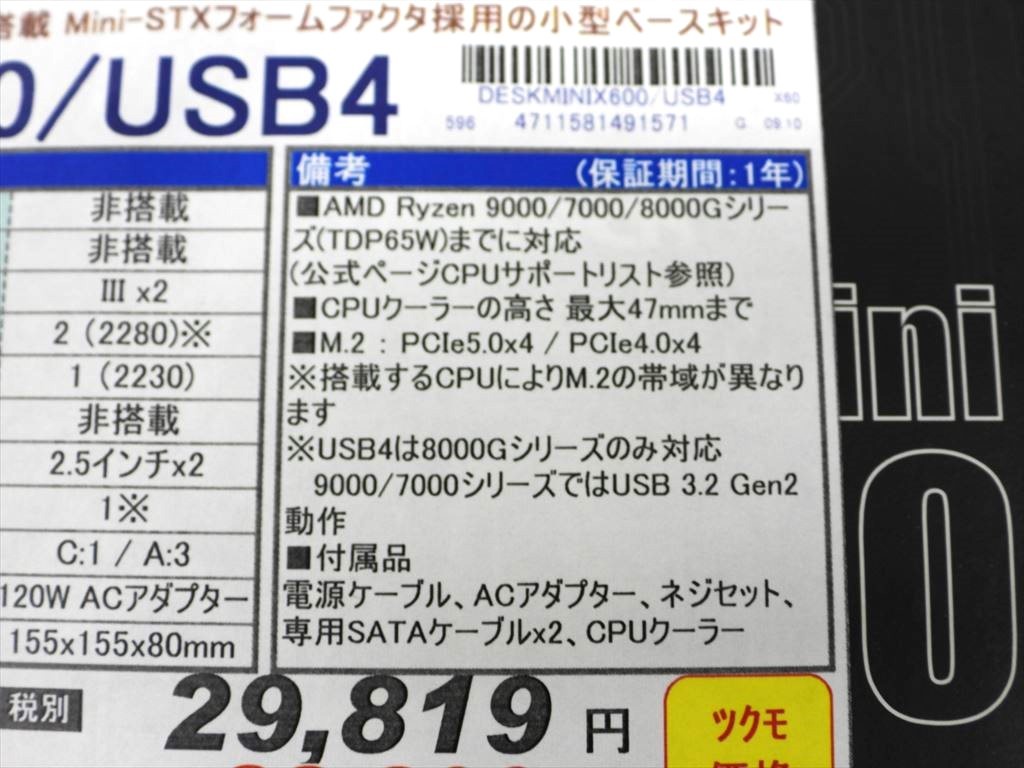 搭載 Mini-STXフォームファクタ採用の小型ベースキット
0/USB4
DESKMINIX600/USB4 X60
596 4711581491571 G 09.10
備考 (保証期間:1年)
非搭載
非搭載
III x2
2 (2280)※
1 (2230)
非搭載
2.5インチx2
1※
C:1 / A:3
120W ACアダプター
155x155x80mm
■AMD Ryzen 9000/7000/8000Gシリー
ズ(TDP65W)までに対応
(公式ページCPUサポートリスト参照)
■CPUクーラーの高さ 最大47mmまで
■M.2 : PCIe5.0x4 / PCIe4.0x4
※搭載するCPUによりM.2の帯域が異なり
ます
※USB4は8000Gシリーズのみ対応
9000/7000シリーズではUSB 3.2 Gen2
動作
■付属品
電源ケーブル、ACアダプター、ネジセット、
専用SATAケーブルx2、CPUクーラー
税別 29,819 円
ツクモ
価格
ini
0